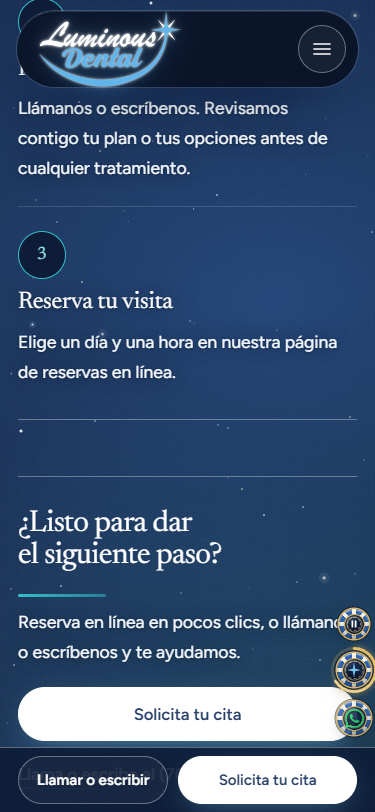 Luminous
Dental
Llámanos o escríbenos. Revisamos
contigo tu plan o tus opciones antes de
cualquier tratamiento.
3
Reserva tu visita
Elige un día y una hora en nuestra página
de reservas en línea.
¿Listo para dar
el siguiente paso?
Reserva en línea en pocos clics, o
o escríbenos y te ayudamos.
Solicita tu cita
Llamar o escribir
Solicita tu cita